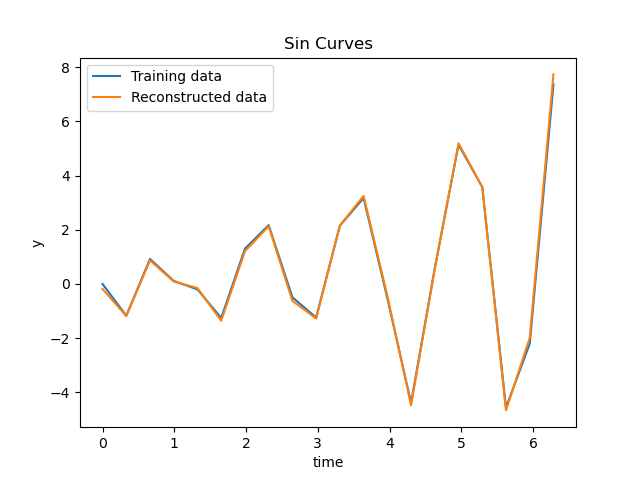 Sin Curves
Training data
Reconstructed data
8
6
4
2
0
−2
−4
y
0 1 2 3 4 5 6
time